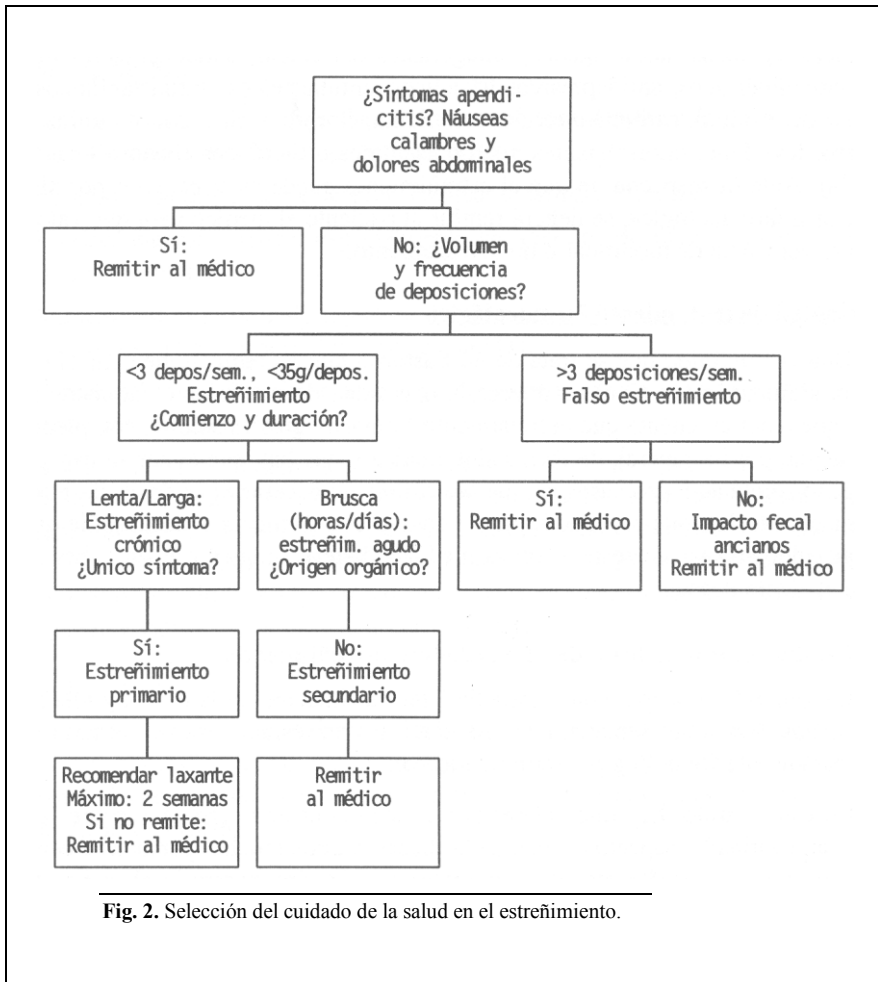 ¿Síntomas apendi-
citis? Náuseas
calambres y
dolores abdominales
Sí:
Remitir al médico
No: ¿Volumen
y frecuencia
de deposiciones?
<3 depos/sem., <35g/depos.
Estreñimiento
¿Comienzo y duración?
>3 deposiciones/sem.
Falso estreñimiento
Lenta/Larga:
Estreñimiento
crónico
¿Unico síntoma?
Brusca
(horas/días):
estreñim. agudo
¿Origen orgánico?
Sí:
Remitir al médico
No:
Impacto fecal
ancianos
Remitir al médico
Sí:
Estreñimiento
primario
No:
Estreñimiento
secundario
Recomendar laxante
Máximo: 2 semanas
Si no remite:
Remitir al médico
Remitir
al médico
Fig. 2. Selección del cuidado de la salud en el estreñimiento.